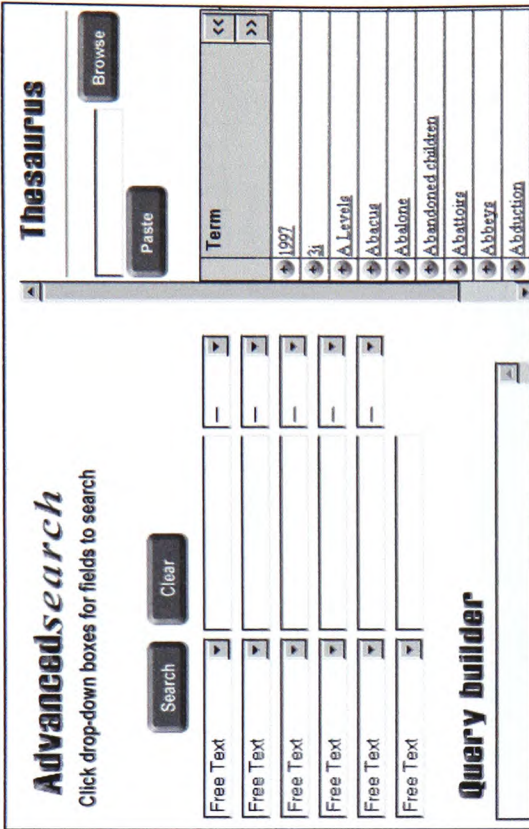 Advancedsearch
Click drop-down boxes for fields to search
Search Clear
Free Text —
Free Text —
Free Text —
Free Text —
Free Text —
Free Text
Query builder
Thesaurus
Browse
Paste
Term << >>
1997
3i
A Levels
Abacus
Abalone
Abandoned children
Abattoirs
Abbeys
Abduction